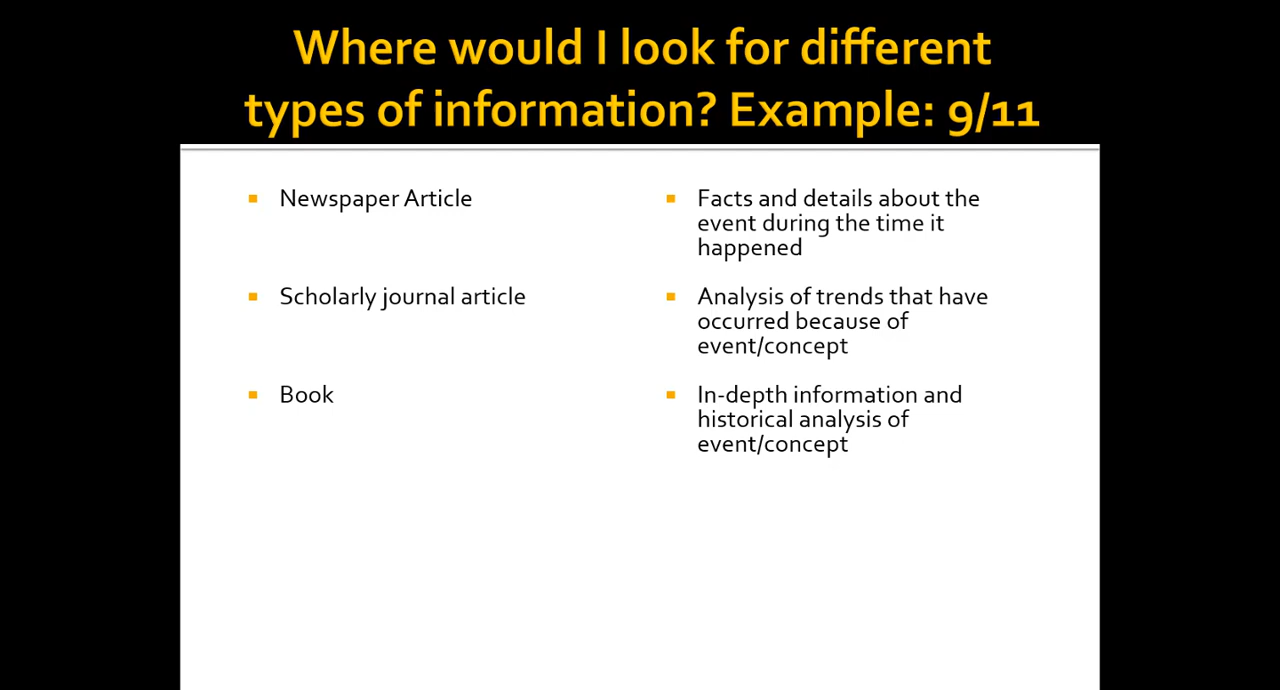 Where would I look for different
types of information? Example: 9/11
Newspaper Article
Facts and details about the
event during the time it
happened
Scholarly journal article
Analysis of trends that have
occurred because of
event/concept
Book
In-depth information and
historical analysis of
event/concept